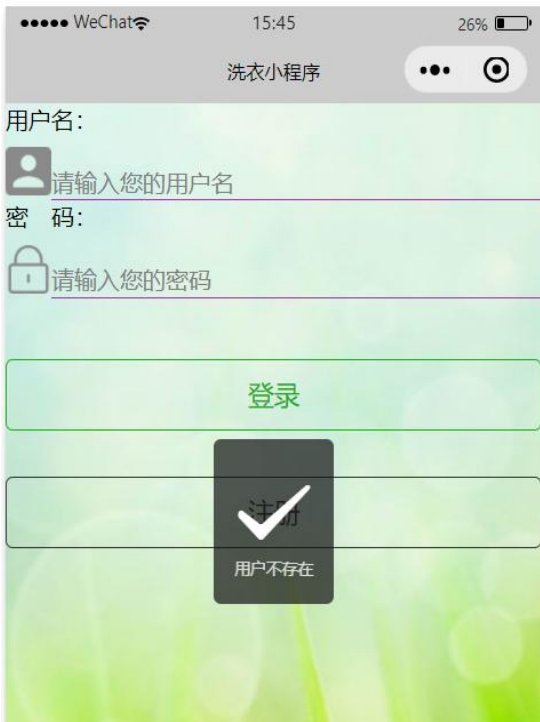 ●●●●● WeChat 15:45 26%
洗衣小程序
用户名：
请输入您的用户名
密 码：
请输入您的密码
登录
注册
用户不存在